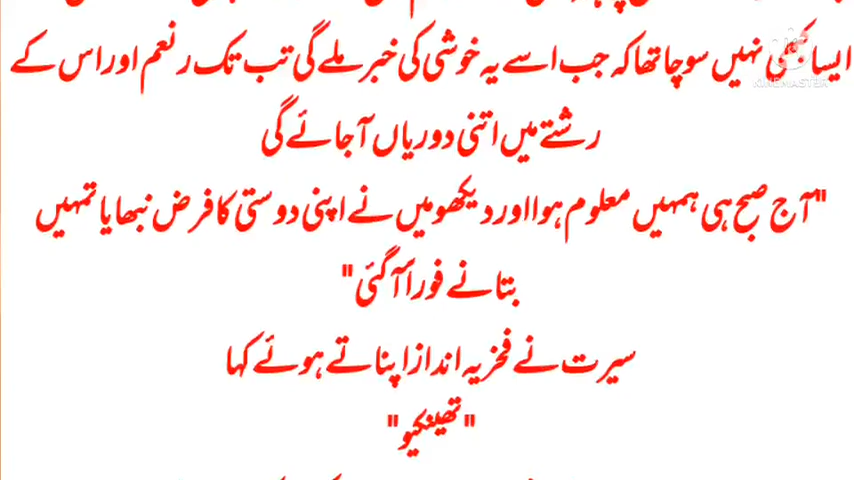 ایسا کبھی نہیں سوچا تھا کہ جب اسے یہ خوشی کی خبر ملے گی تب تک رنعم اور اس کے
رشتے میں اتنی دوریاں آجائے گی
"آج صبح ہی ہمیں معلوم ہوا اور دیکھو میں نے اپنی دوستی کا فرض نبھایا تمہیں
بتانے فوراً آگئی"
سیرت نے فخریہ انداز اپناتے ہوئے کہا
"تھینکیو"
KINEMASTER